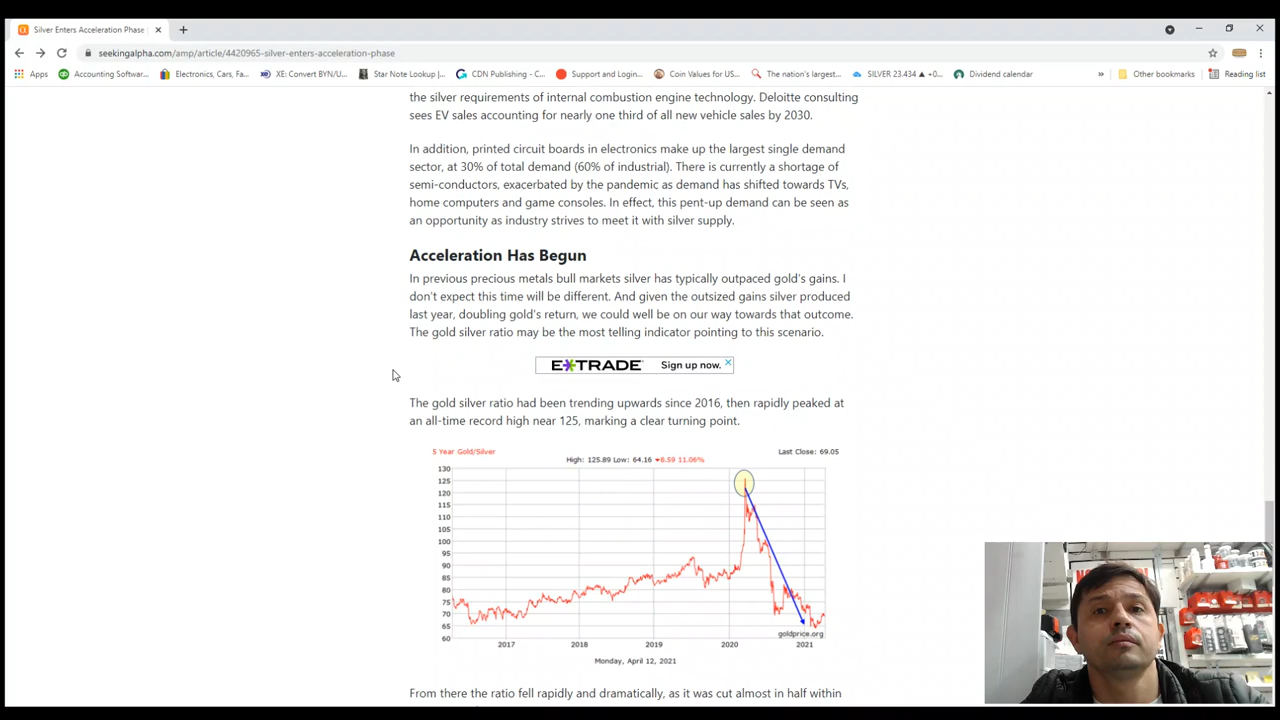 Silver Enters Acceleration Phase
seekingalpha.com/amp/article/4420965-silver-enters-acceleration-phase
Apps
Accounting Softwar...
Electronics, Cars, Fa...
XE: Convert BYN/U...
Star Note Lookup |...
CDN Publishing - C...
Support and Login...
Coin Values for US...
The nation's largest...
SILVER 23.434 ▲ +0...
Dividend calendar
»
Other bookmarks
Reading list
the silver requirements of internal combustion engine technology. Deloitte consulting
sees EV sales accounting for nearly one third of all new vehicle sales by 2030.
In addition, printed circuit boards in electronics make up the largest single demand
sector, at 30% of total demand (60% of industrial). There is currently a shortage of
semi-conductors, exacerbated by the pandemic as demand has shifted towards TVs,
home computers and game consoles. In effect, this pent-up demand can be seen as
an opportunity as industry strives to meet it with silver supply.
Acceleration Has Begun
In previous precious metals bull markets silver has typically outpaced gold's gains. I
don't expect this time will be different. And given the outsized gains silver produced
last year, doubling gold's return, we could well be on our way towards that outcome.
The gold silver ratio may be the most telling indicator pointing to this scenario.
E*TRADE Sign up now.
The gold silver ratio had been trending upwards since 2016, then rapidly peaked at
an all-time record high near 125, marking a clear turning point.
5 Year Gold/Silver
High: 125.89 Low: 64.16 ▼8.59 11.06%
Last Close: 69.05
130
125
120
115
110
105
100
95
90
85
80
75
70
65
60
goldprice.org
2017
2018
2019
2020
2021
Monday, April 12, 2021
From there the ratio fell rapidly and dramatically, as it was cut almost in half within